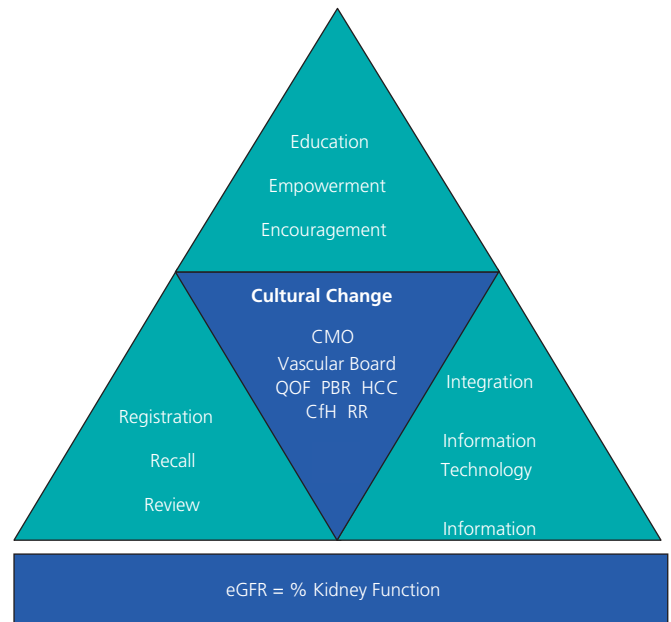 Education
Empowerment
Encouragement
Cultural Change
CMO
Vascular Board
QOF PBR HCC
CfH RR
Registration
Recall
Review
Integration
Information
Technology
Information
eGFR = % Kidney Function